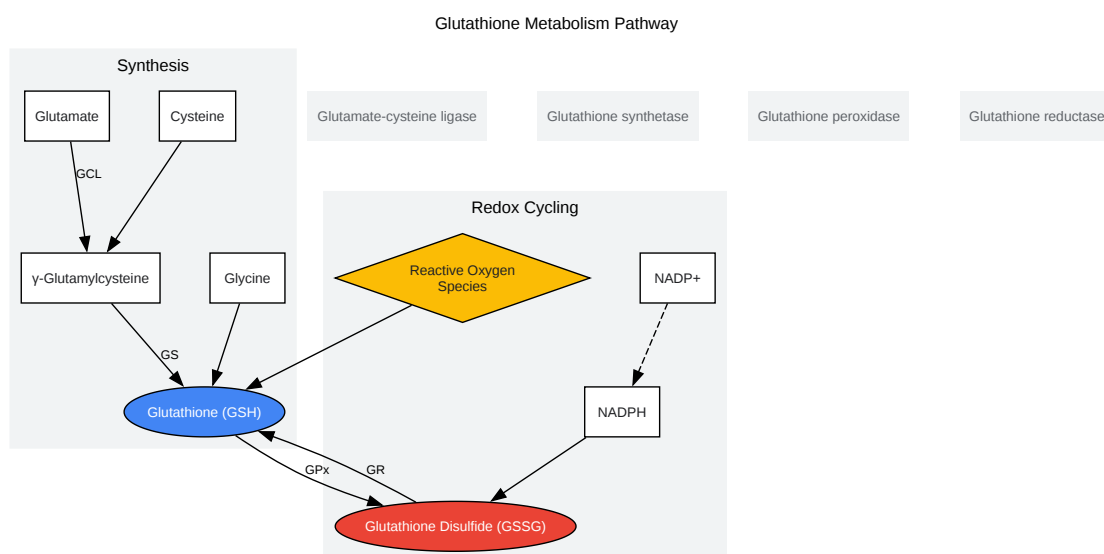 Glutathione Metabolism Pathway
Synthesis
Glutamate
Cysteine
Glutamate-cysteine ligase
Glutathione synthetase
Glutathione peroxidase
Glutathione reductase
GCL
Redox Cycling
γ-Glutamylcysteine
Glycine
Reactive Oxygen
Species
NADP+
GS
Glutathione (GSH)
NADPH
GPx
GR
Glutathione Disulfide (GSSG)